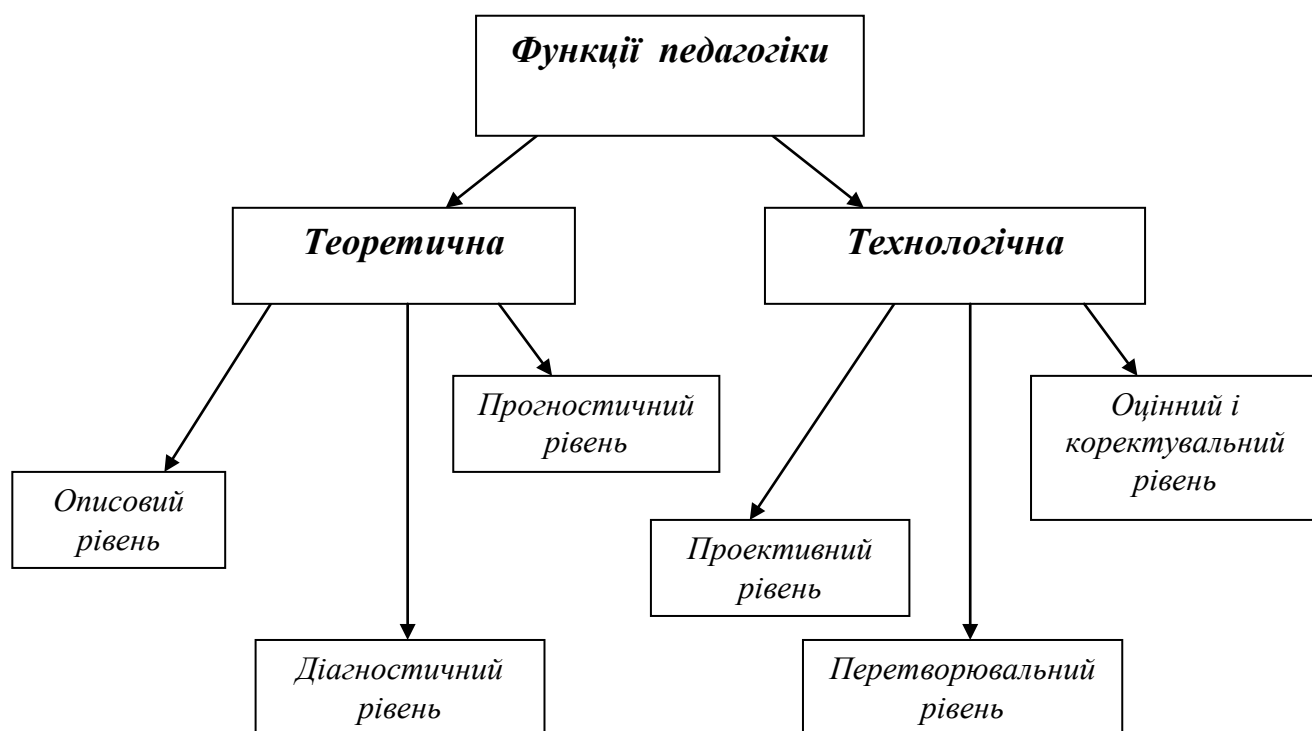 Функції педагогіки
Теоретична
Технологічна
Прогностичний
рівень
Оцінний і
коректувальний
рівень
Описовий
рівень
Проективний
рівень
Діагностичний
рівень
Перетворювальний
рівень